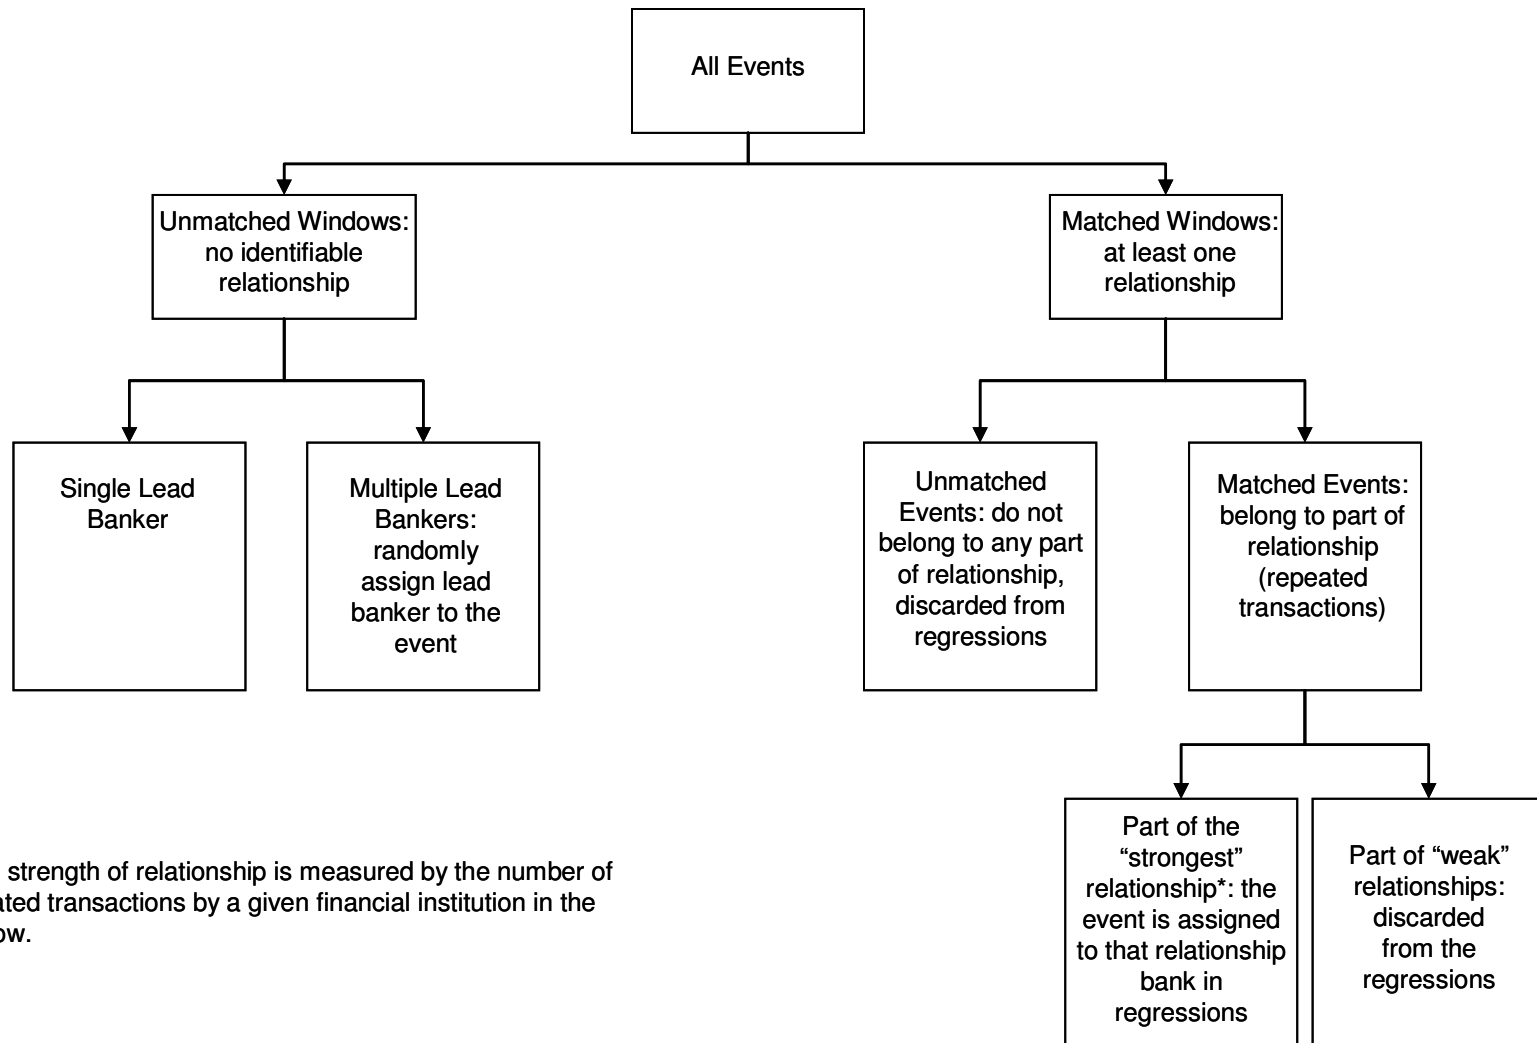 All Events
Unmatched Windows:
no identifiable
relationship
Matched Windows:
at least one
relationship
Single Lead
Banker
Multiple Lead
Bankers:
randomly
assign lead
banker to the
event
Unmatched
Events: do not
belong to any part
of relationship,
discarded from
regressions
Matched Events:
belong to part of
relationship
(repeated
transactions)
Part of the
“strongest”
relationship*: the
event is assigned
to that relationship
bank in
regressions
Part of “weak”
relationships:
discarded
from the
regressions
strength of relationship is measured by the number of
transactions by a given financial institution in the